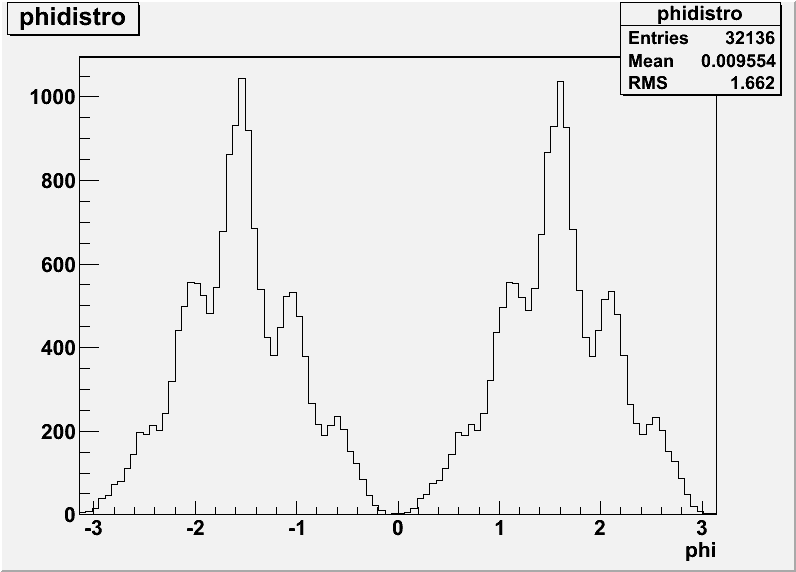 phidistro
phidistro
Entries 32136
Mean 0.009554
RMS 1.662
1000
800
600
400
200
0
-3 -2 -1 0 1 2 3
phi